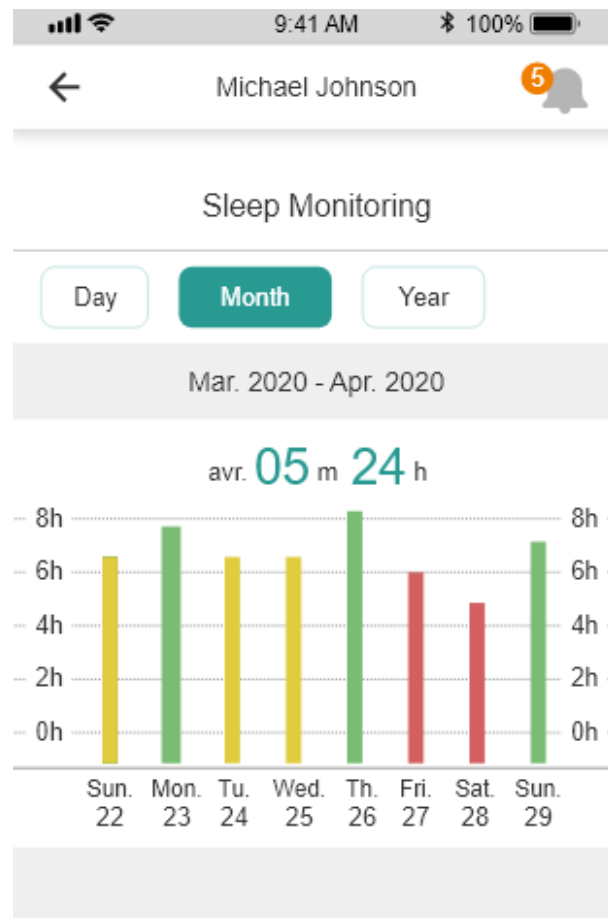 9:41 AM 100%
Michael Johnson 5
Sleep Monitoring
Day Month Year
Mar. 2020 - Apr. 2020
avr. 05 m 24 h
8h 8h
6h 6h
4h 4h
2h 2h
0h 0h
Sun. Mon. Tu. Wed. Th. Fri. Sat. Sun.
22 23 24 25 26 27 28 29